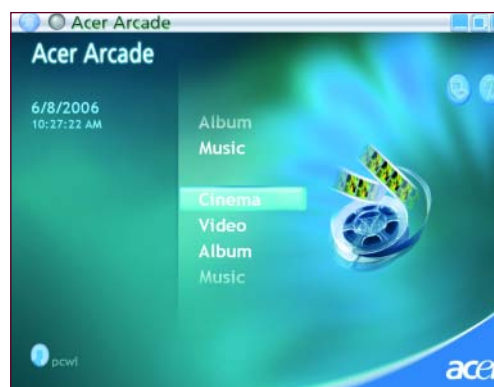 Acer Arcade
Acer Arcade
6/8/2006
10:27:22 AM
Album
Music
Cinema
Video
Album
Music
pcwl
acer